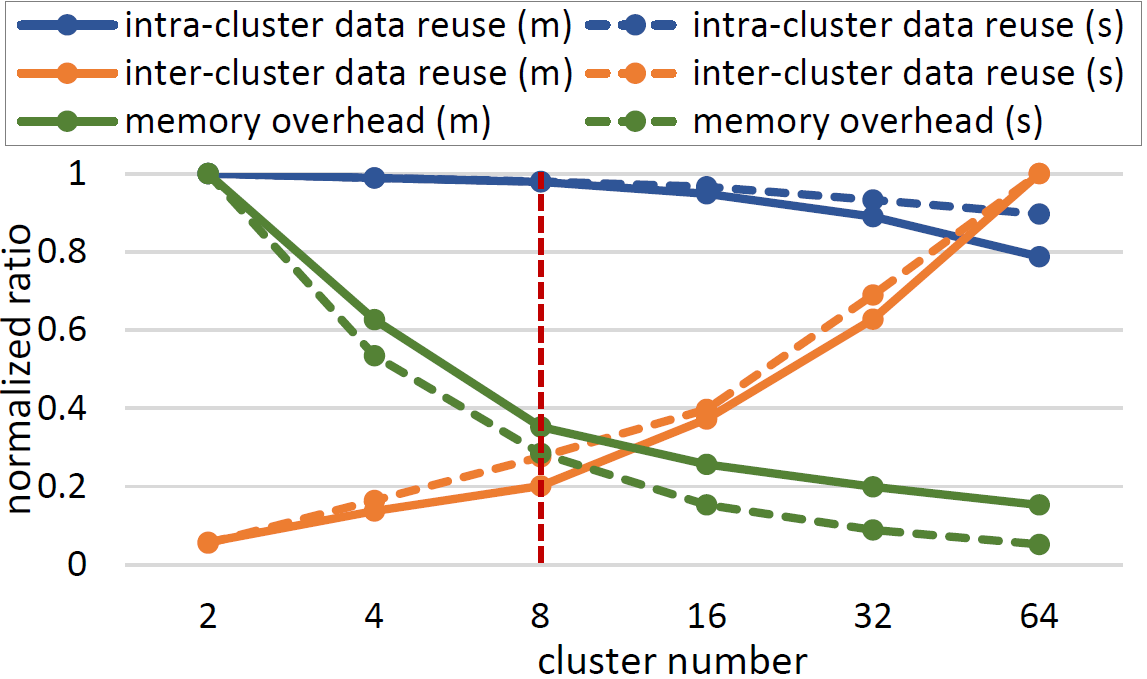 intra-cluster data reuse (m) intra-cluster data reuse (s)
inter-cluster data reuse (m) inter-cluster data reuse (s)
memory overhead (m) memory overhead (s)
normalized ratio
1
0.8
0.6
0.4
0.2
0
2 4 8 16 32 64
cluster number